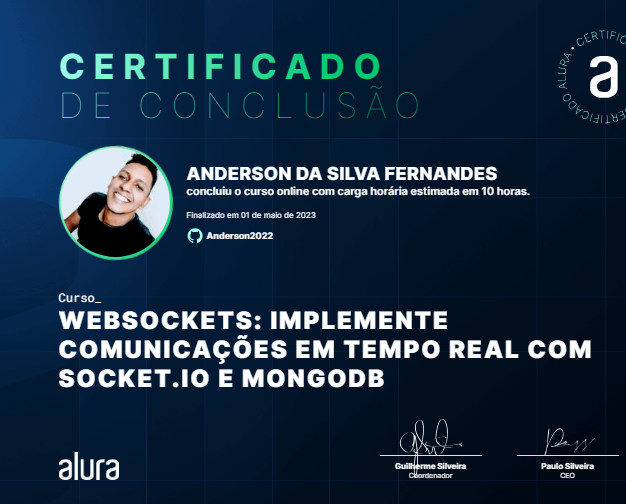 CERTIFICADO
DE CONCLUSÃO
ALURA • CERTIFIC
CERTIFICADO
a
ANDERSON DA SILVA FERNANDES
concluiu o curso online com carga horária estimada em 10 horas.
Finalizado em 01 de maio de 2023
Anderson2022
Curso_
WEBSOCKETS: IMPLEMENTE
COMUNICAÇÕES EM TEMPO REAL COM
SOCKET.IO E MONGODB
alura
Guilherme Silveira
Coordenador
Paulo Silveira
CEO